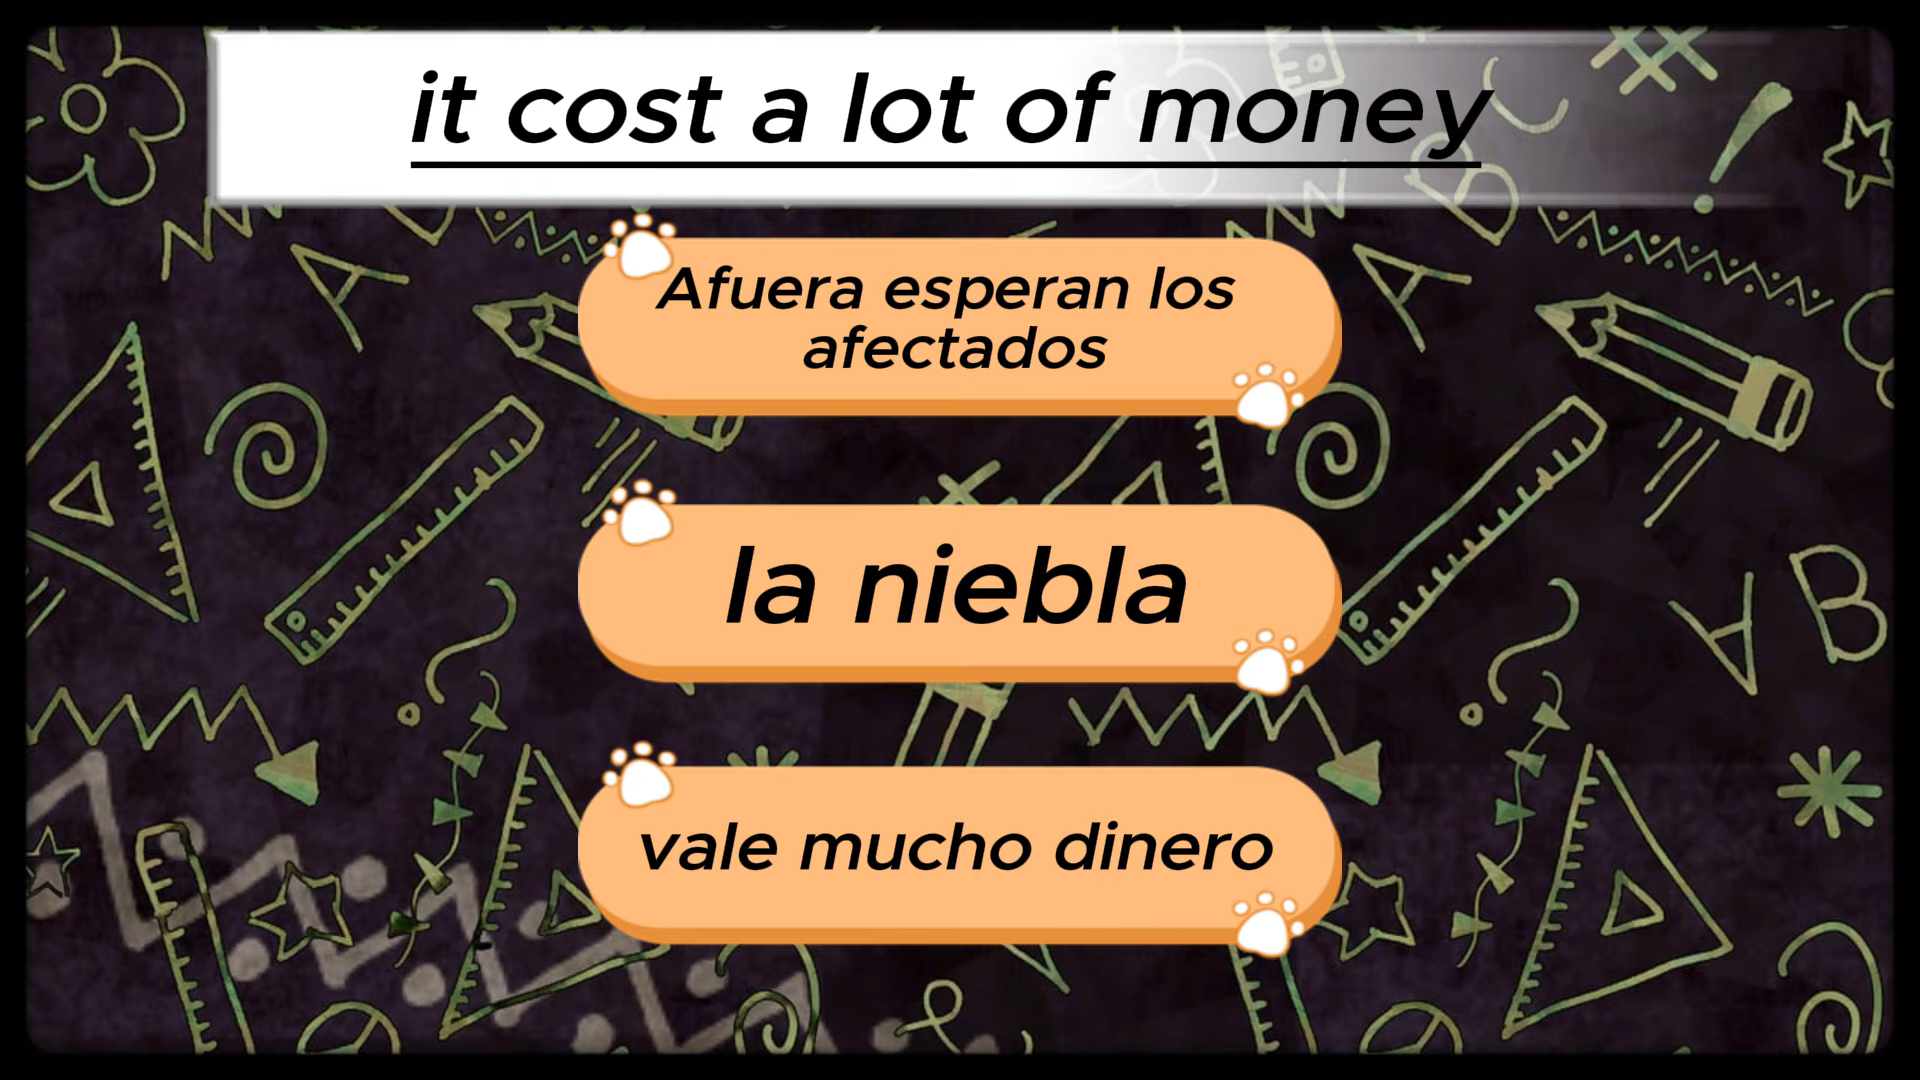 it cost a lot of money
Afuera esperan los
afectados
la niebla
vale mucho dinero